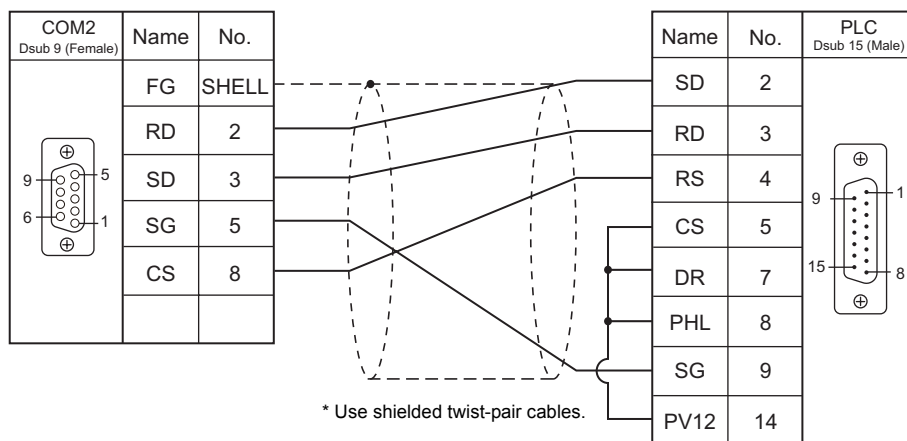 COM2
Dsub 9 (Female)
Name No.
FG SHELL
RD 2
SD 3
SG 5
CS 8
9 5
6 1
Name No.
PLC
Dsub 15 (Male)
SD 2
RD 3
RS 4
CS 5
DR 7
PHL 8
SG 9
PV12 14
9 1
15 8
* Use shielded twist-pair cables.